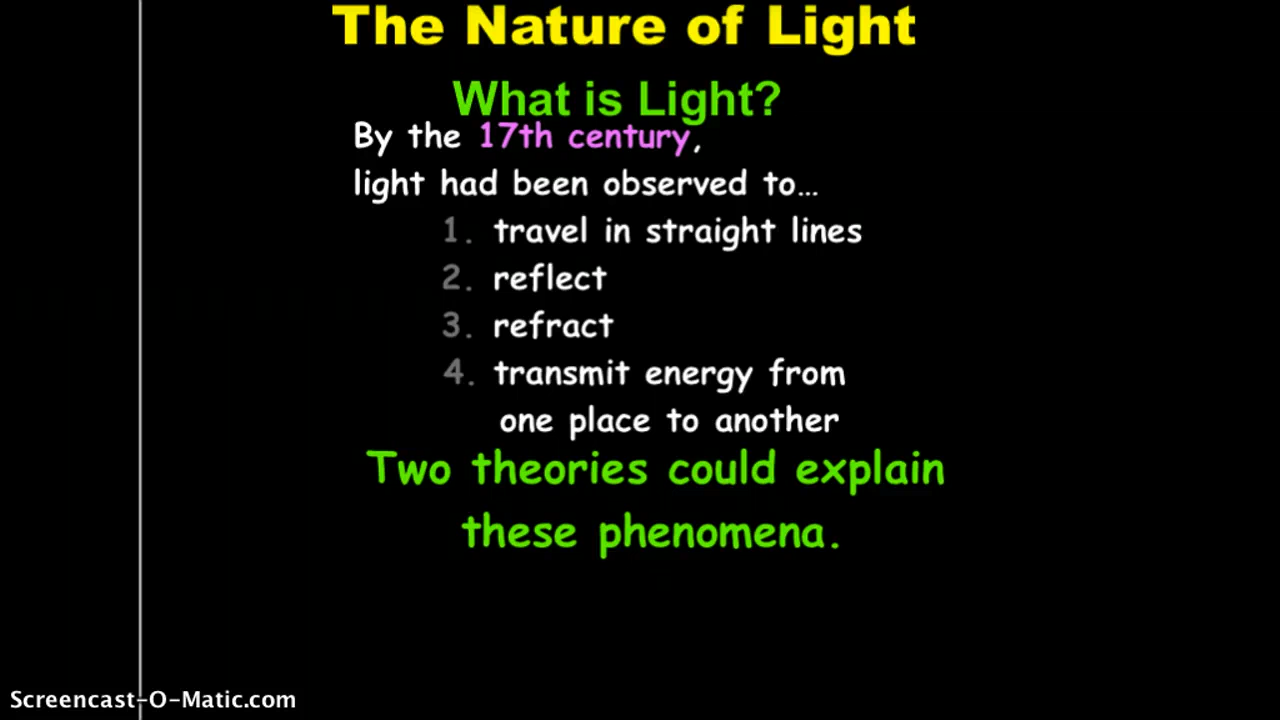 The Nature of Light
What is Light?
By the 17th century,
light had been observed to…
1. travel in straight lines
2. reflect
3. refract
4. transmit energy from
one place to another
Two theories could explain
these phenomena.
Screencast-O-Matic.com